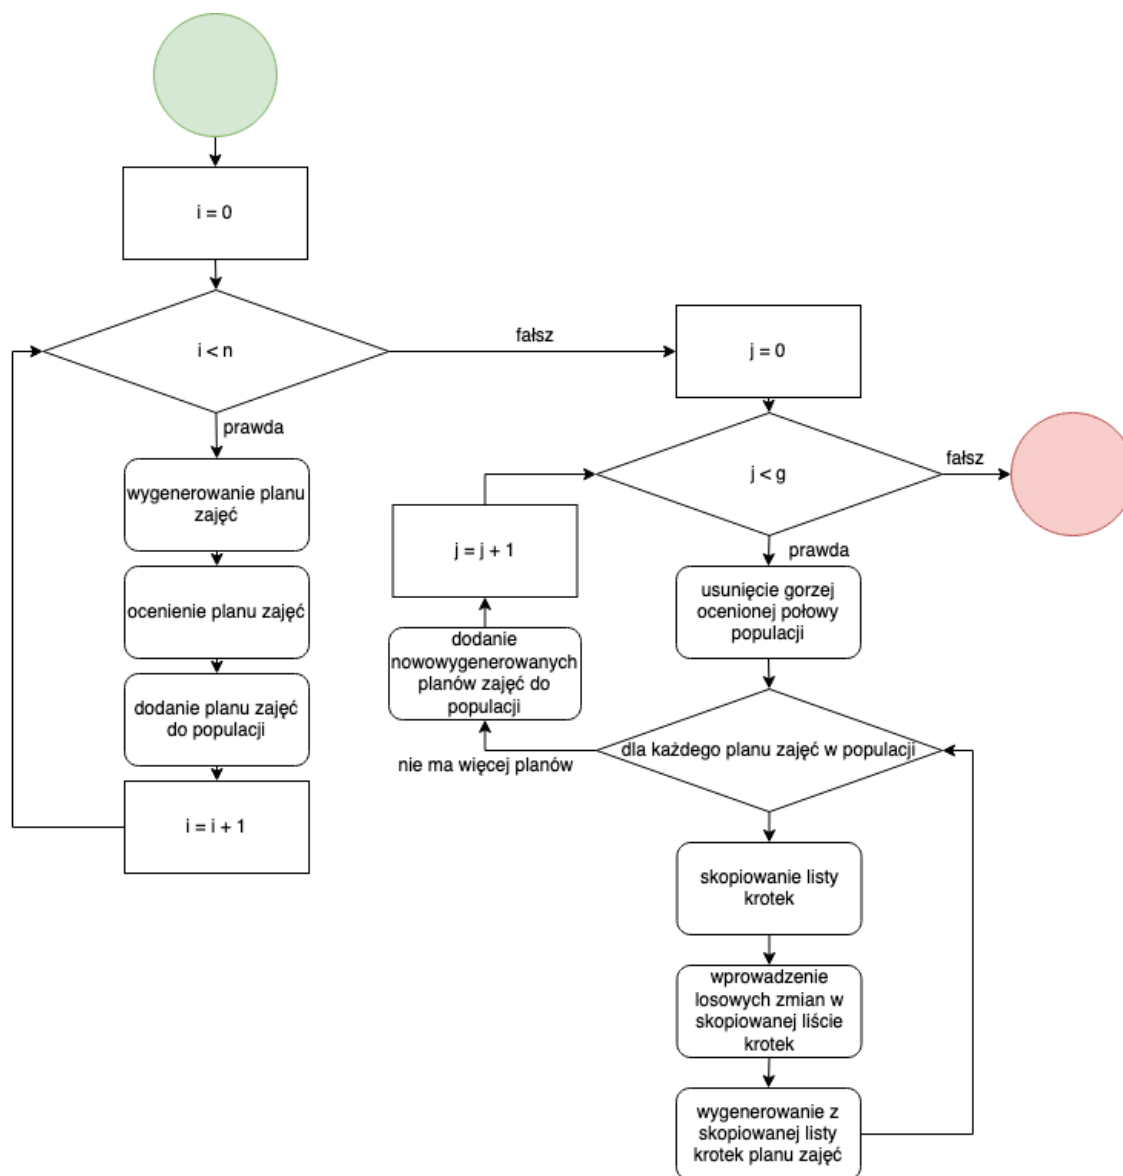 i = 0
i < n
prawda
wygenerowanie planu
zajęć
ocenienie planu zajęć
dodanie planu zajęć
do populacji
i = i + 1
fałsz
j = 0
j < g
fałsz
prawda
usunięcie gorzej
ocenionej połowy
populacji
dla każdego planu zajęć w populacji
skopiowanie listy
krotek
wprowadzenie
losowych zmian w
skopiowanej liście
krotek
wygenerowanie z
skopiowanej listy
krotek planu zajęć
nie ma więcej planów
dodanie
nowowygenerowanych
planów zajęć do
populacji
j = j + 1